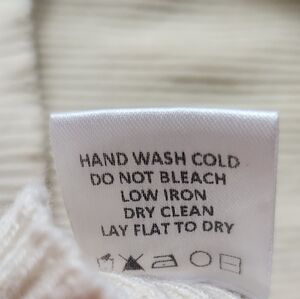 HAND WASH COLD
DO NOT BLEACH
LOW IRON
DRY CLEAN
LAY FLAT TO DRY